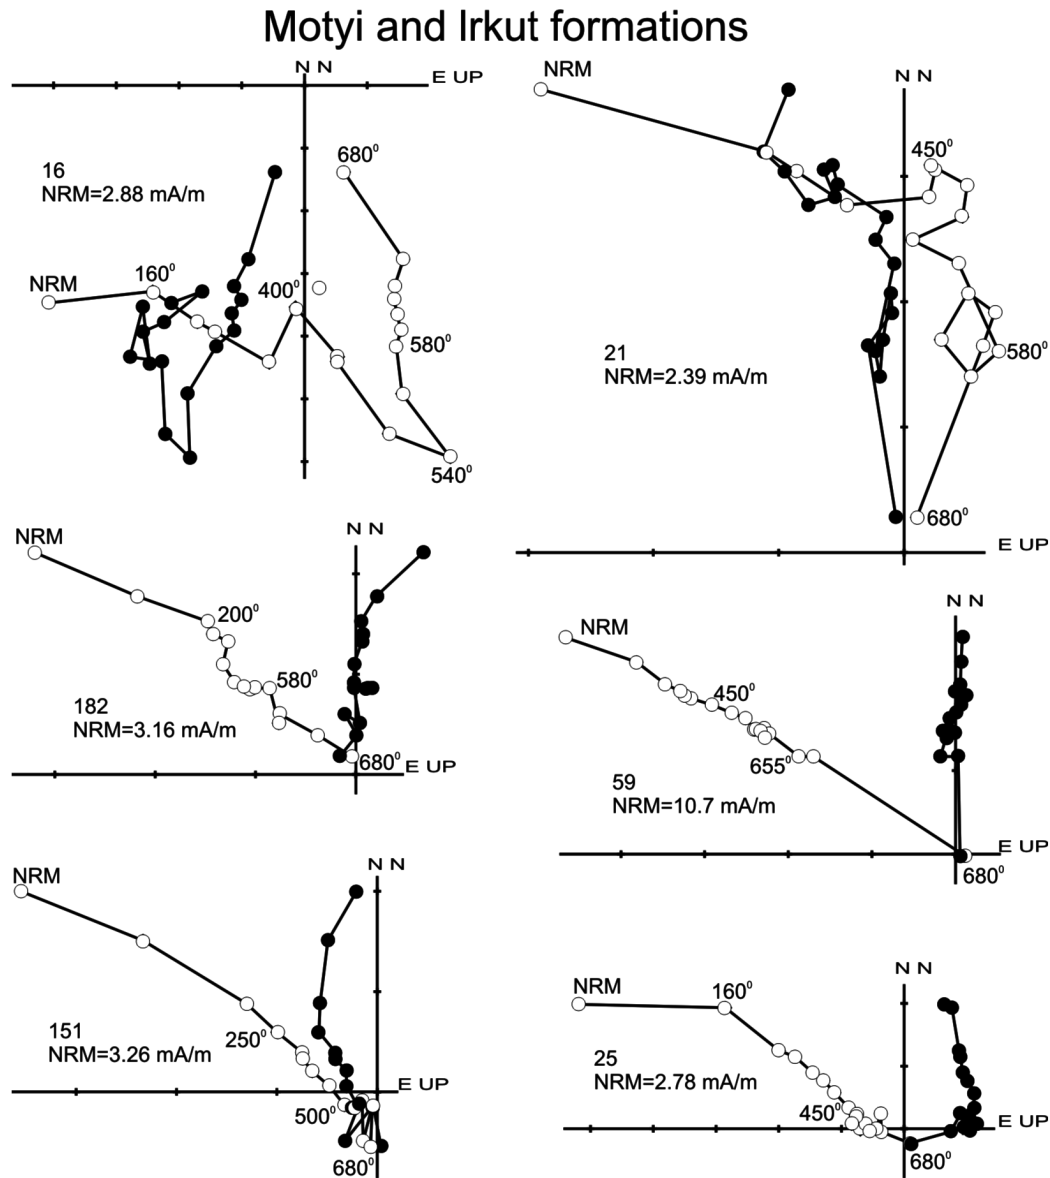 Motyi and Irkut formations
N N
E UP
16
NRM=2.88 mA/m
680⁰
NRM
160⁰
400⁰
580⁰
540⁰
NRM
N N
450⁰
21
NRM=2.39 mA/m
580⁰
680⁰
E UP
NRM
N N
200⁰
580⁰
182
NRM=3.16 mA/m
680⁰
E UP
N N
NRM
450⁰
655⁰
59
NRM=10.7 mA/m
E UP
680⁰
NRM
N N
151
NRM=3.26 mA/m
250⁰
E UP
500⁰
680⁰
N N
NRM
160⁰
25
NRM=2.78 mA/m
450⁰
E UP
680⁰